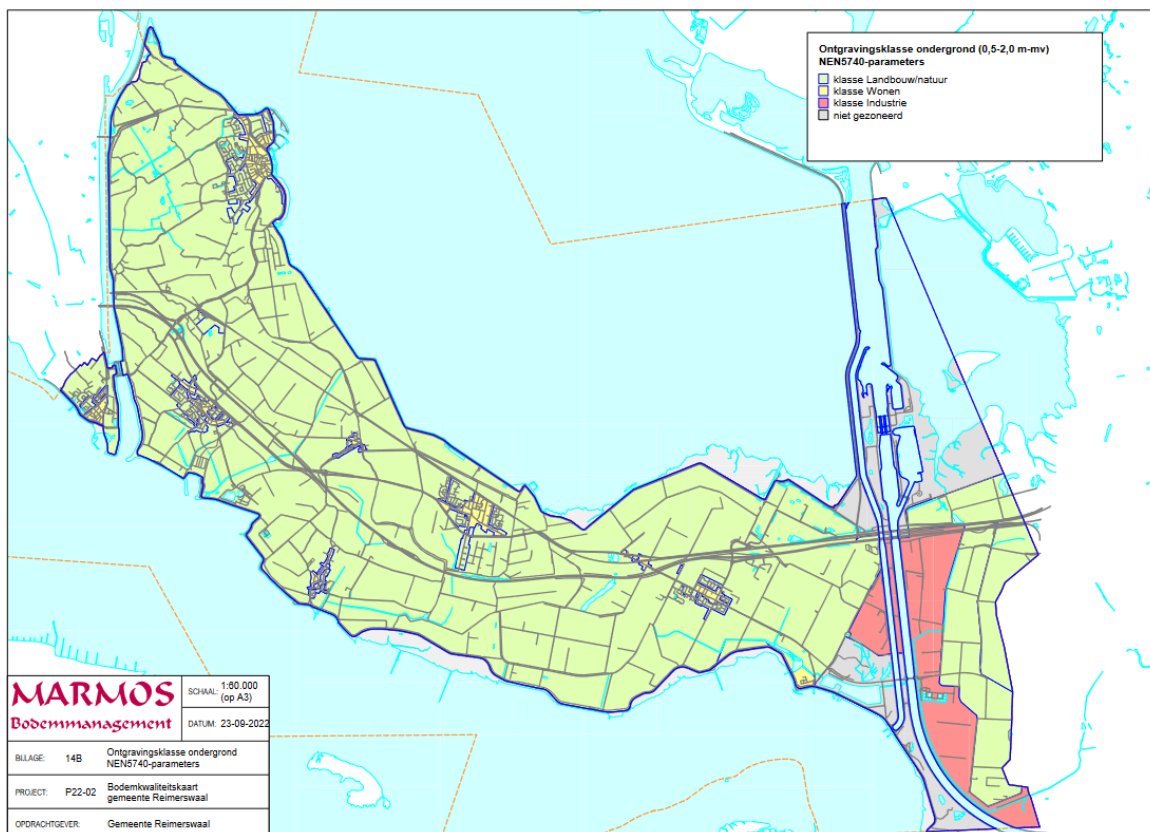 Ontgravingsklasse ondergrond (0,5-2,0 m-mv)
NEN5740-parameters
klasse Landbouw/natuur
klasse Wonen
klasse Industrie
niet gezoneerd
MARMOS
Bodemmanagement
SCHAAL: 1:60.000
(op A3)
DATUM: 23-09-2022
BIJLAGE: 14B Ontgravingsklasse ondergrond
NEN5740-parameters
PROJECT: P22-02 Bodemkwaliteitskaart
gemeente Reimerswaal
OPDRACHTGEVER: Gemeente Reimerswaal